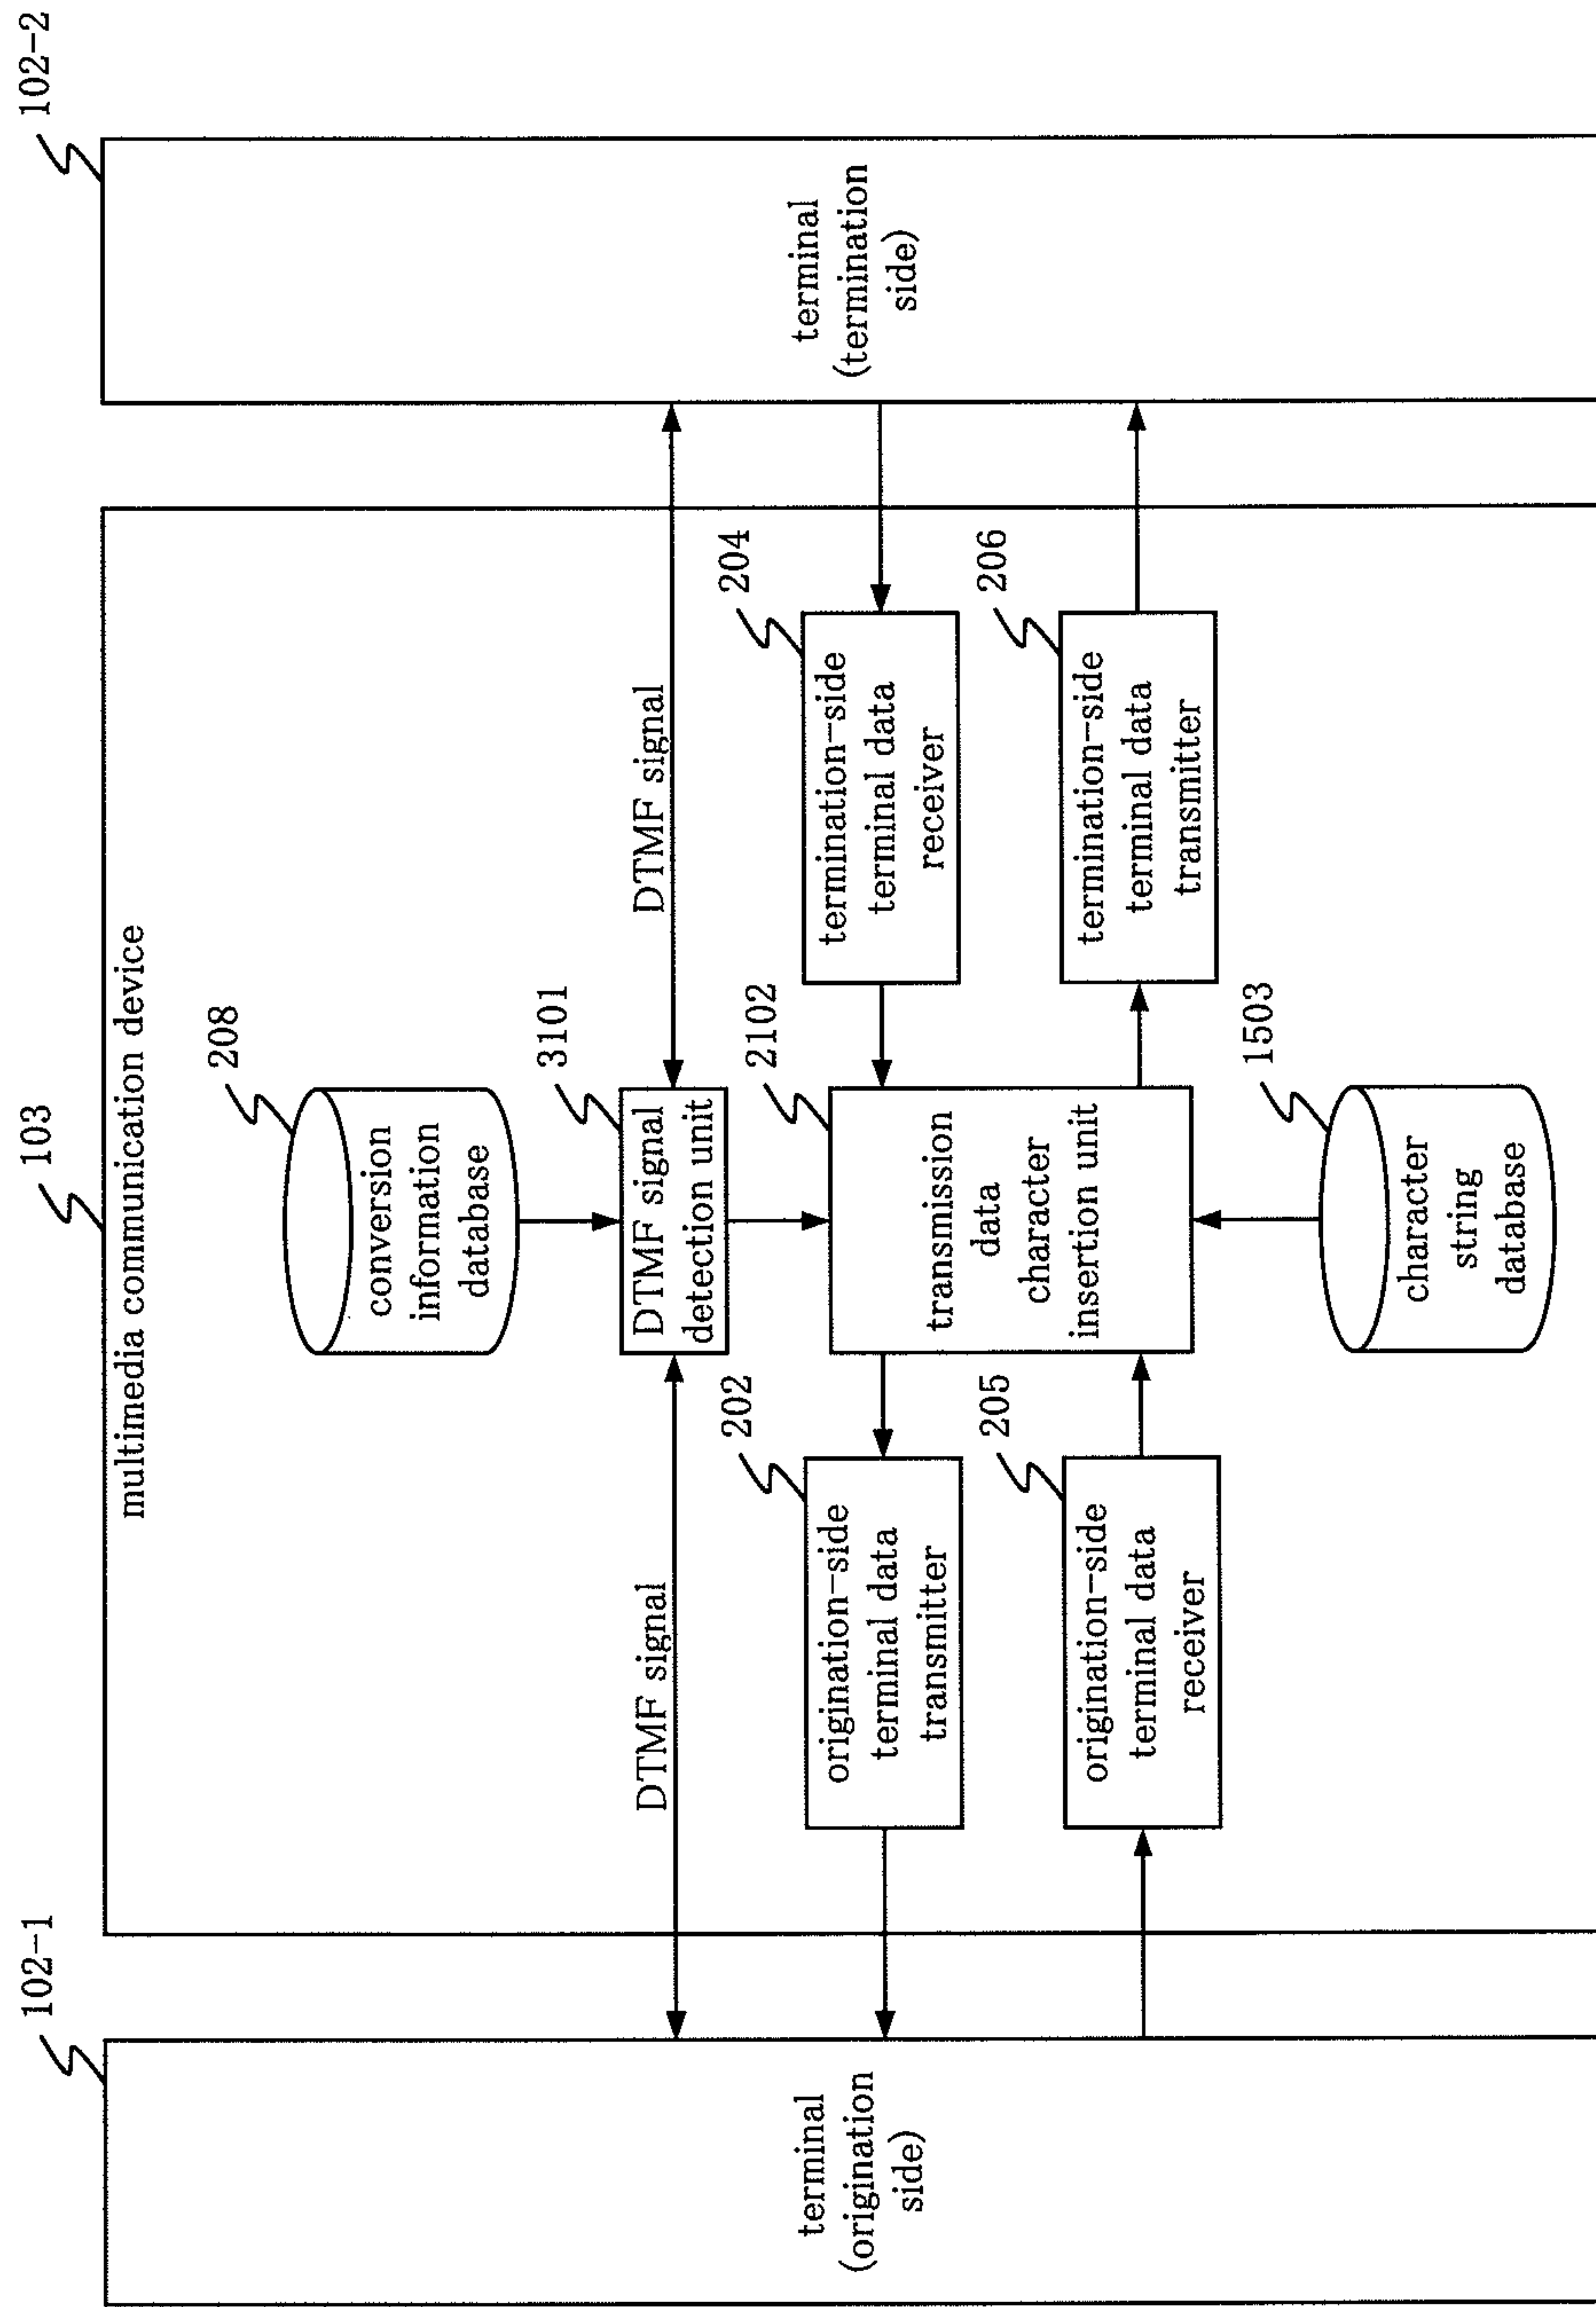 102-1
103
102-2
multimedia communication device
208
conversion
information
database
3101
DTMF signal
DTMF signal
detection unit
DTMF signal
terminal
(origination
side)
202
origination-side
terminal data
transmitter
2102
transmission
data
character
insertion unit
204
termination-side
terminal data
receiver
terminal
(termination
side)
205
origination-side
terminal data
receiver
206
termination-side
terminal data
transmitter
1503
character
string
database